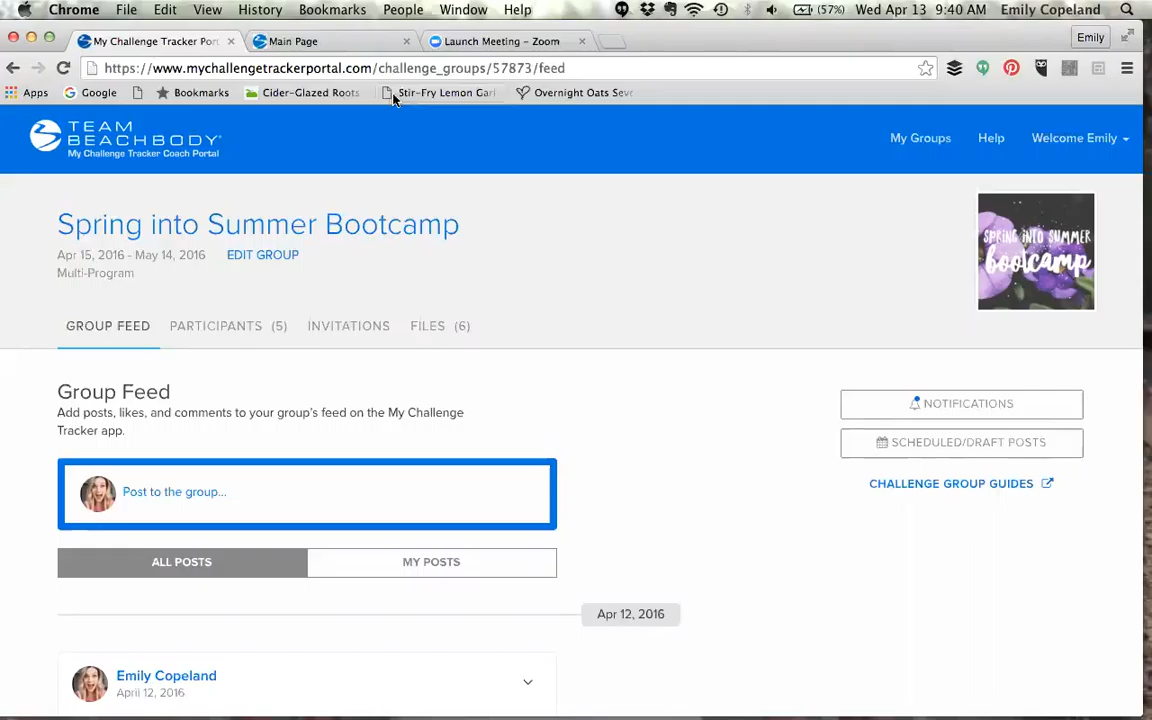 Chrome File Edit View History Bookmarks People Window Help (57%) Wed Apr 13 9:40 AM Emily Copeland
My Challenge Tracker Por Main Page Launch Meeting – Zoom Emily
https://www.mychallengetrackerportal.com/challenge_groups/57873/feed
Apps Google Bookmarks Cider-Glazed Roots Stir-Fry Lemon Garl Overnight Oats Seve
TEAM
BEACHBODY
My Challenge Tracker Coach Portal
My Groups Help Welcome Emily
Spring into Summer Bootcamp
Apr 15, 2016 - May 14, 2016 EDIT GROUP
Multi-Program
SPRING INTO SUMMER
bootcamp
GROUP FEED PARTICIPANTS (5) INVITATIONS FILES (6)
Group Feed
Add posts, likes, and comments to your group's feed on the My Challenge
Tracker app.
NOTIFICATIONS
SCHEDULED/DRAFT POSTS
CHALLENGE GROUP GUIDES
Post to the group...
ALL POSTS MY POSTS
Apr 12, 2016
Emily Copeland
April 12, 2016